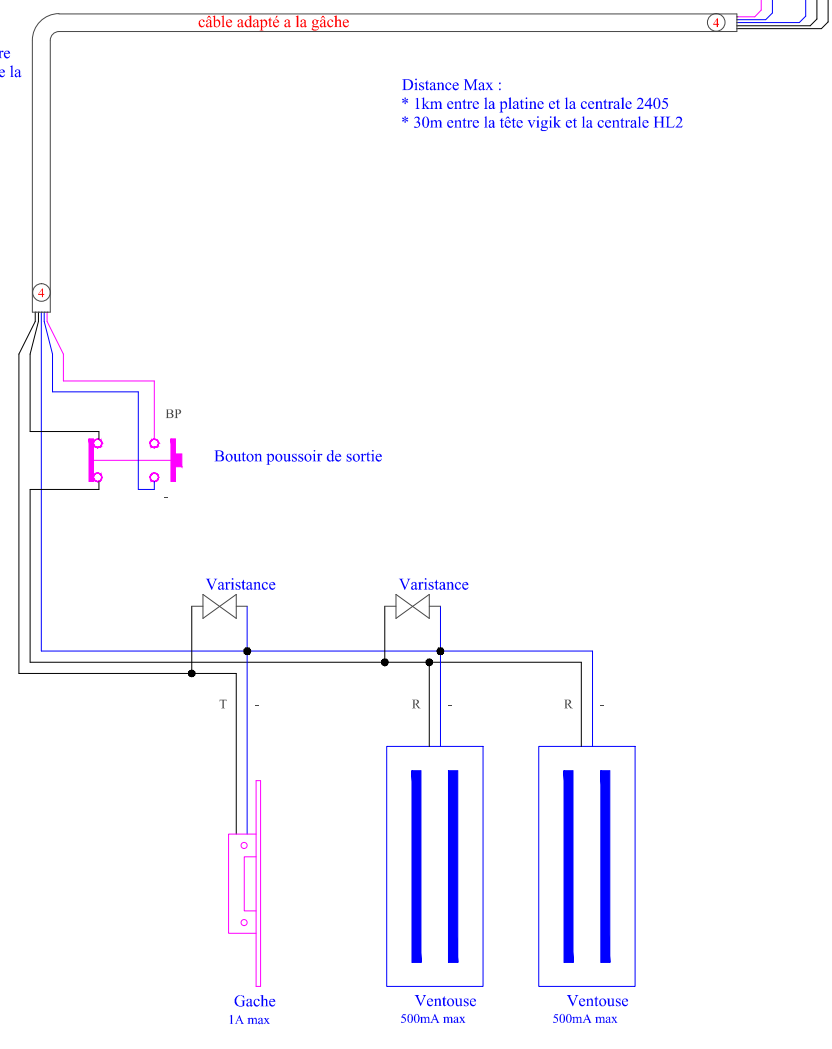 câble adapté a la gâche
4
re
e la
Distance Max :
* 1km entre la platine et la centrale 2405
* 30m entre la tête vigik et la centrale HL2
4
BP
Bouton poussoir de sortie
-
Varistance
Varistance
T -
R -
R -
Gache
1A max
Ventouse
500mA max
Ventouse
500mA max